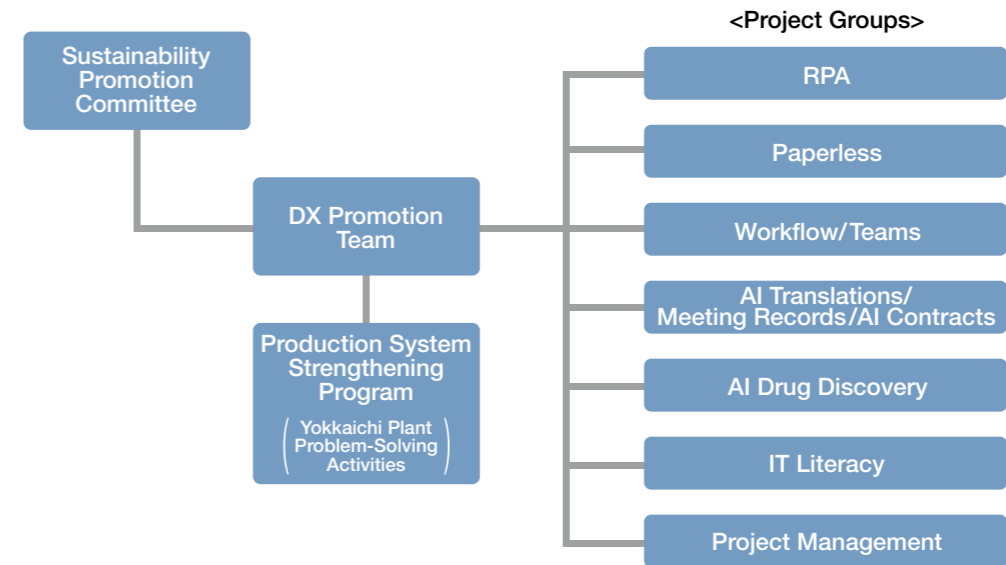 <Project Groups>
Sustainability
Promotion
Committee
DX Promotion
Team
Production System
Strengthening
Program
(Yokkaichi Plant
Problem-Solving
Activities)
RPA
Paperless
Workflow/Teams
AI Translations/
Meeting Records/AI Contracts
AI Drug Discovery
IT Literacy
Project Management